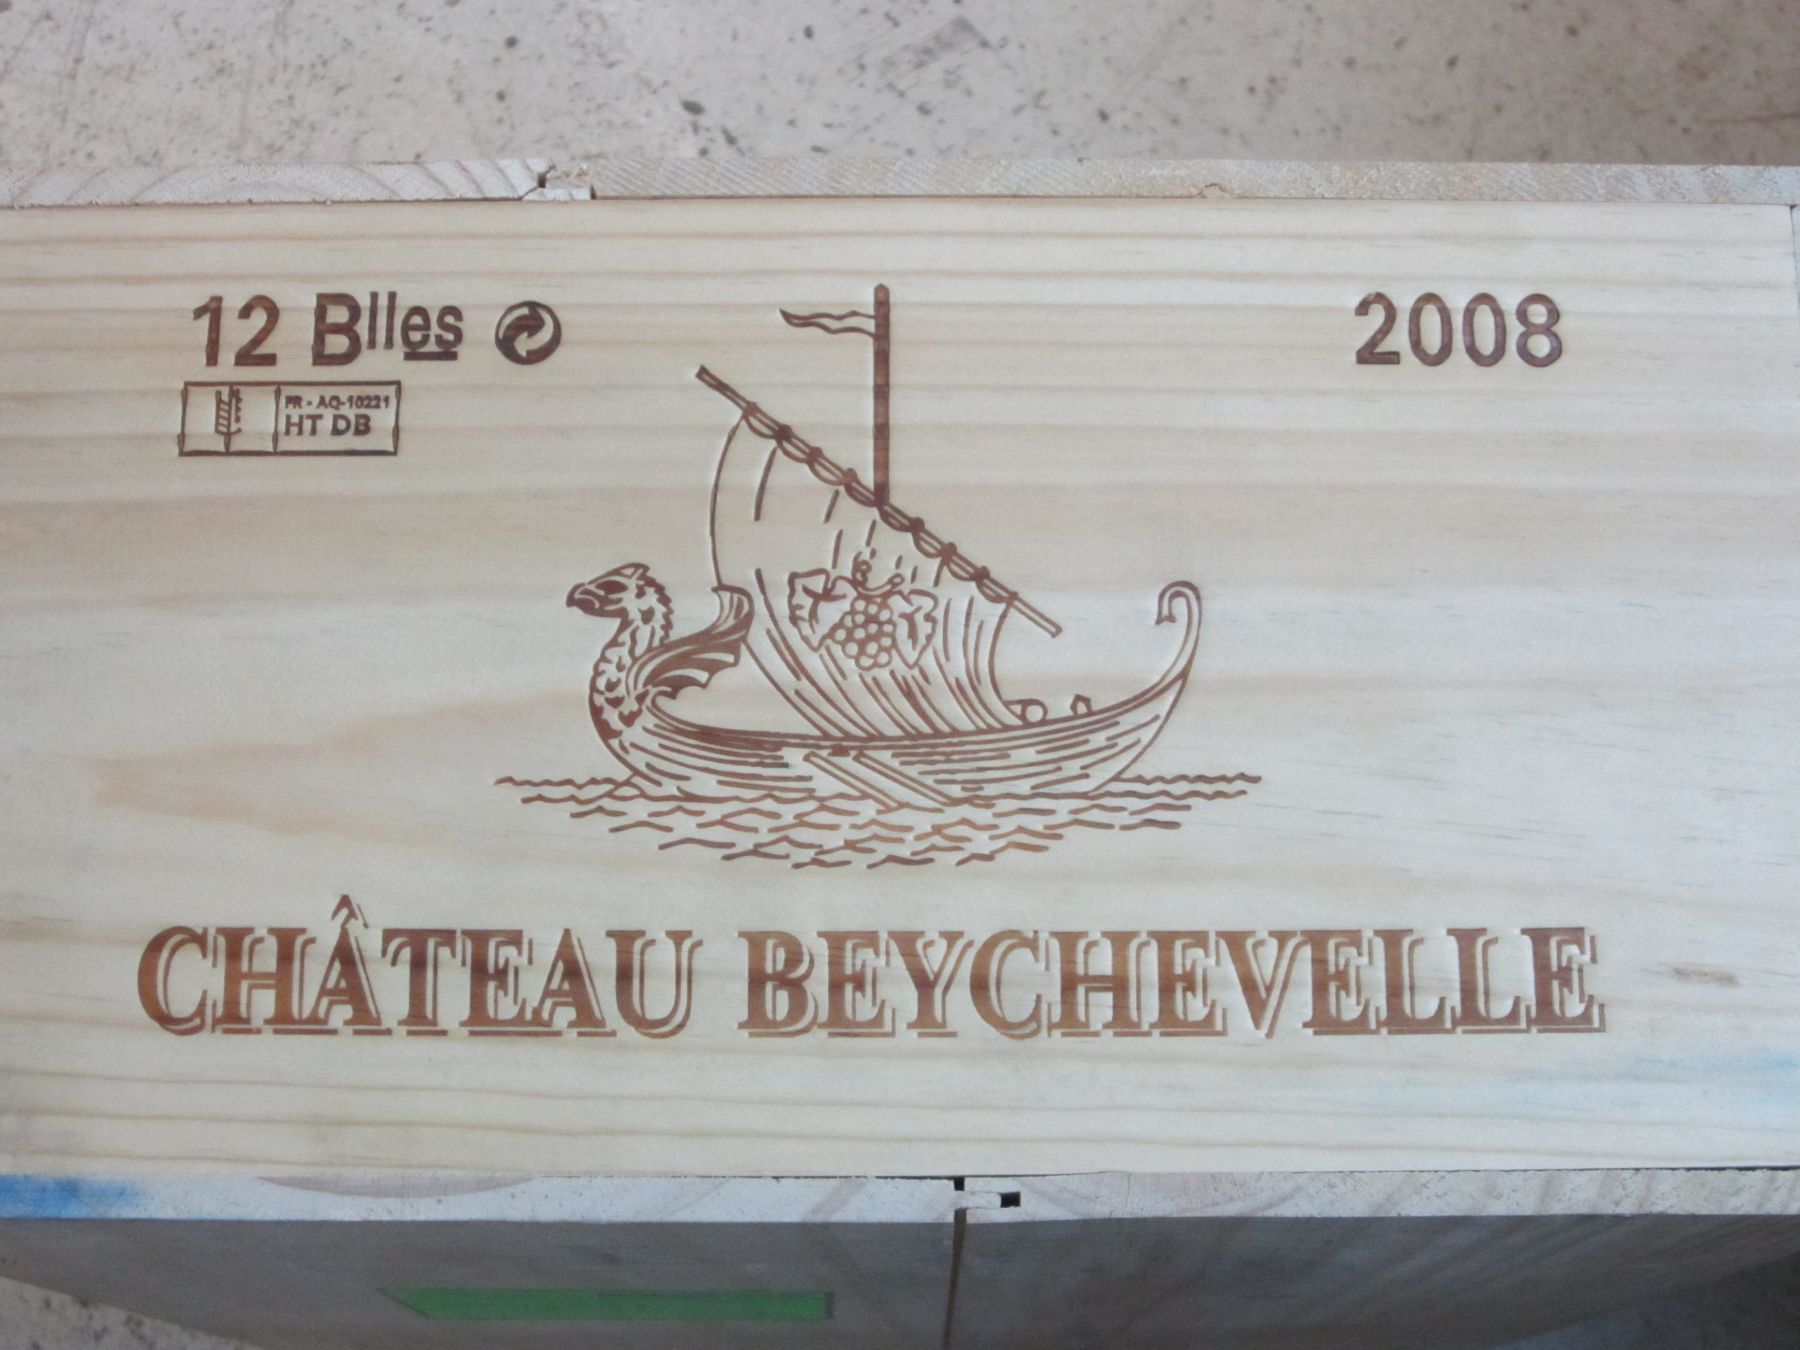 12 Blles
2008
FR - AQ-10221
HT DB
CHÂTEAU BEYCHEVELLE